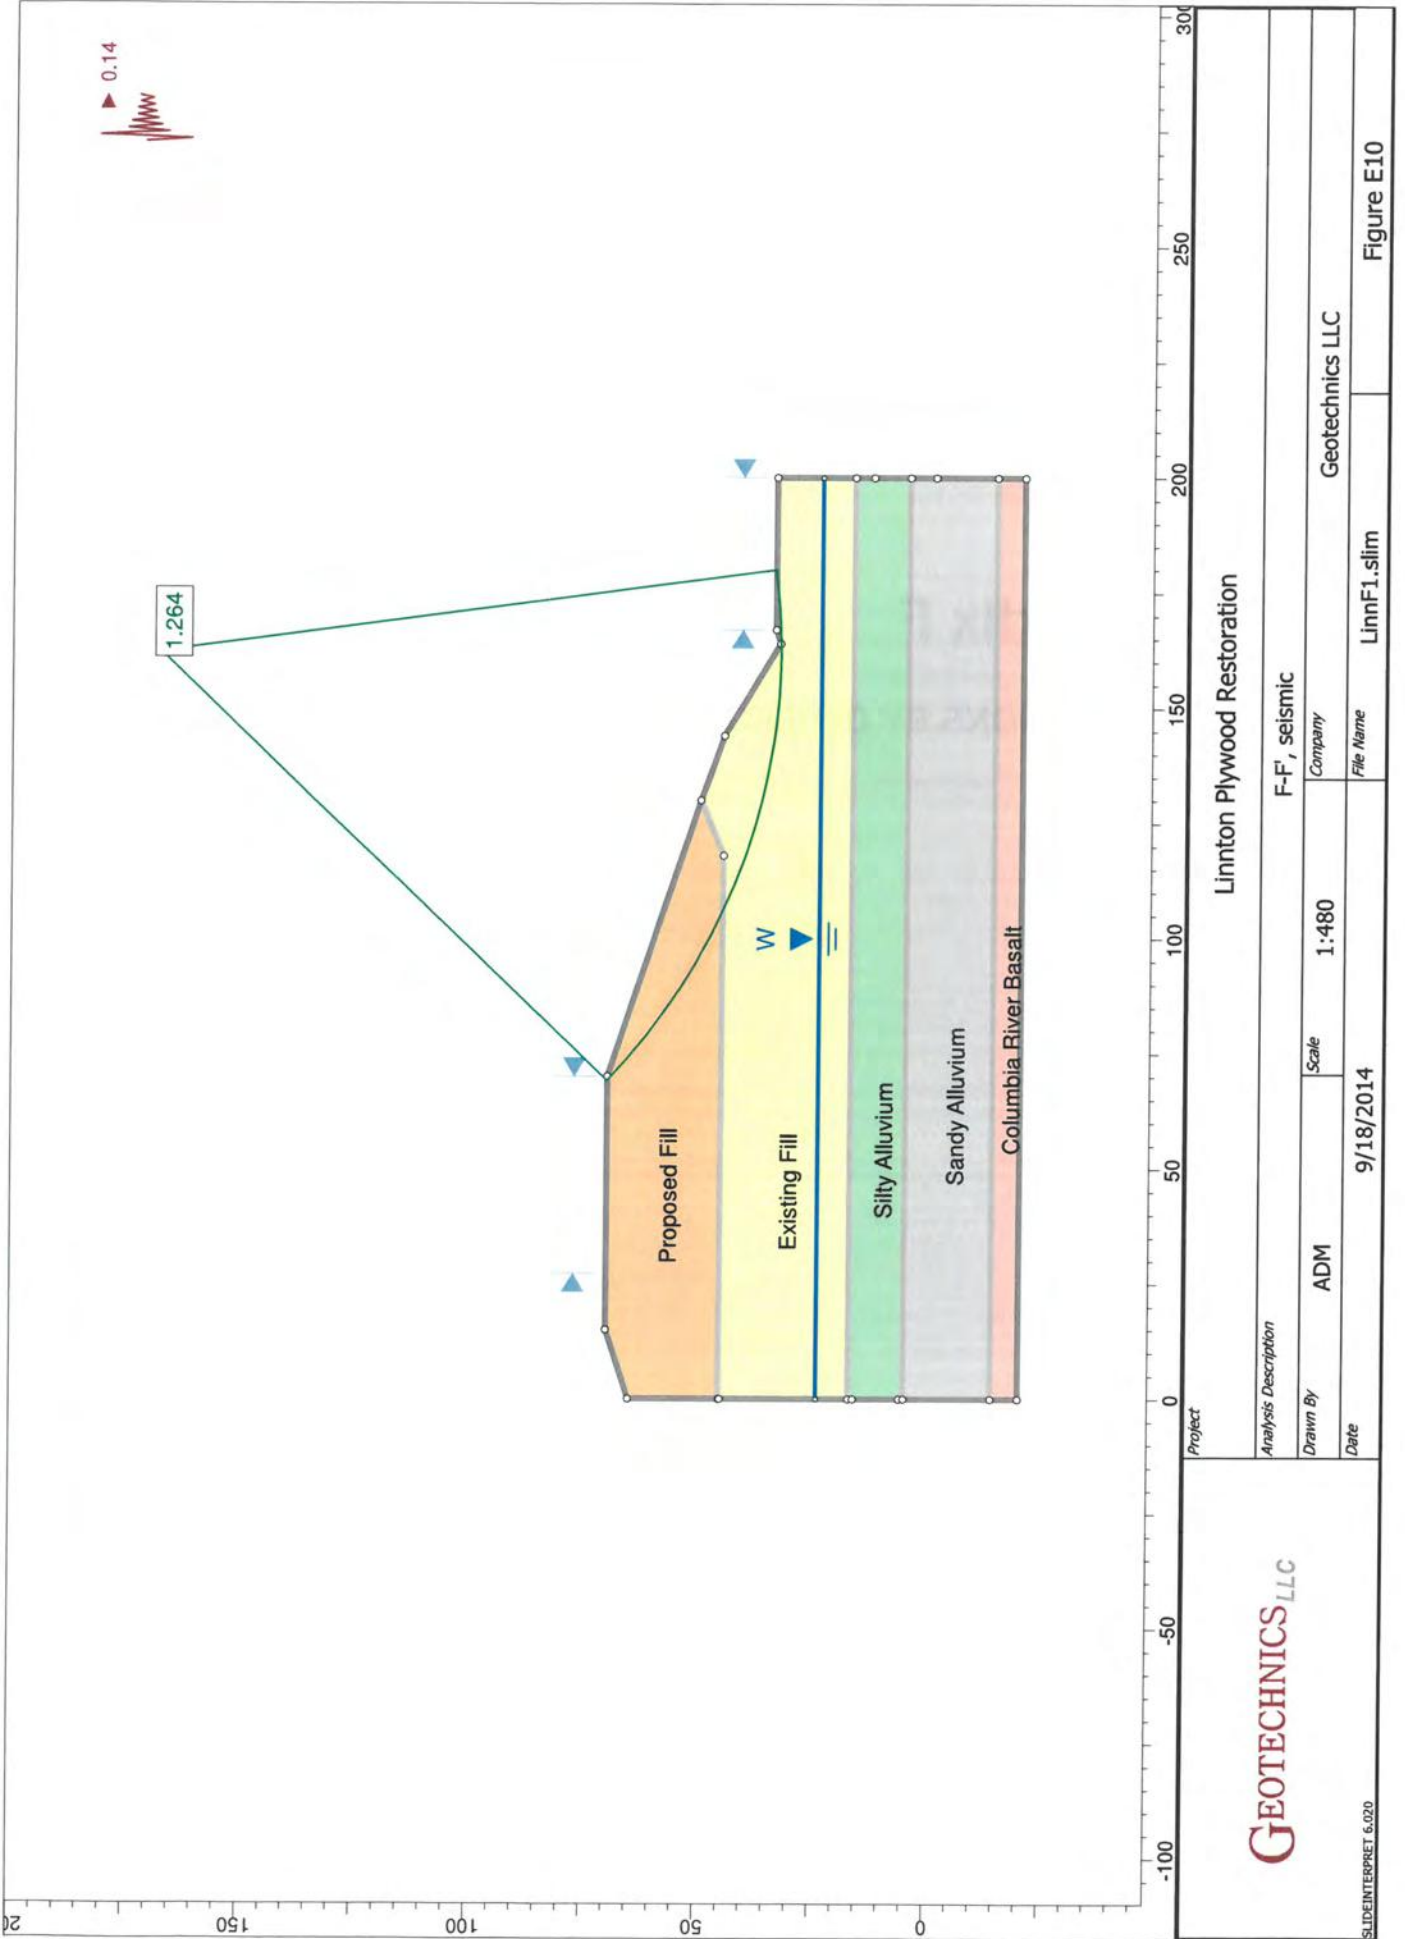 0.14
1.264
W
Proposed Fill
Existing Fill
Silty Alluvium
Sandy Alluvium
Columbia River Basalt
150
100
50
0
-100
-50
0
50
100
150
200
250
300
GEOTECHNICS LLC
Project
Linnton Plywood Restoration
Analysis Description
F-F', seismic
Drawn By
ADM
Scale
1:480
Company
Geotechnics LLC
Date
9/18/2014
File Name
LinnF1.slim
Figure E10
SLIDEINTERPRET 6.020